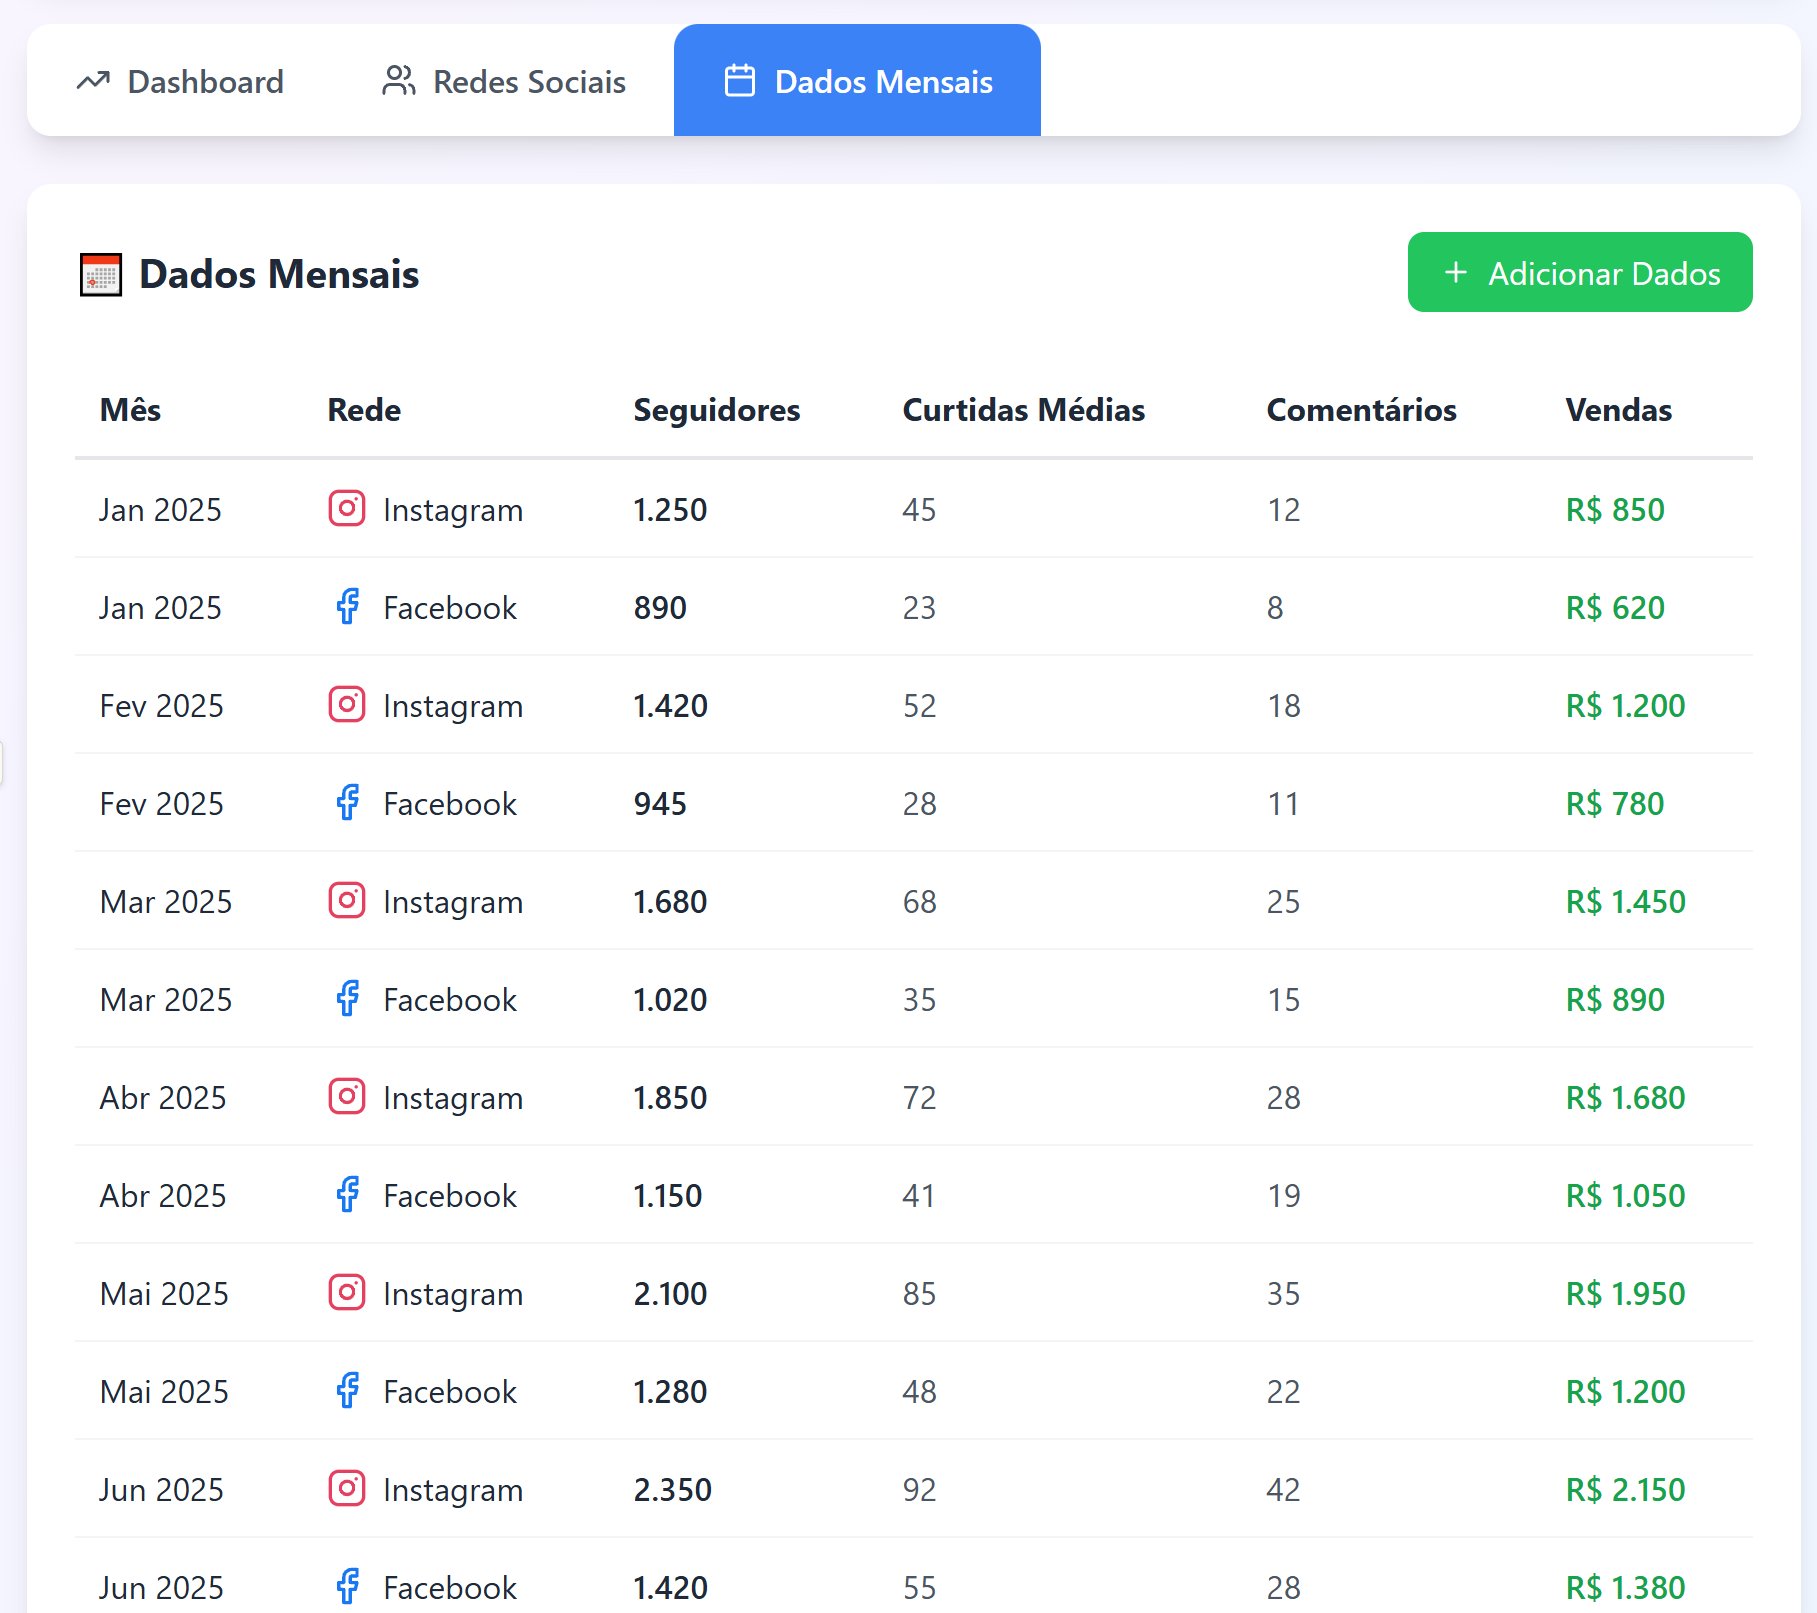 Dashboard Redes Sociais Dados Mensais
Dados Mensais + Adicionar Dados
Mês Rede Seguidores Curtidas Médias Comentários Vendas
Jan 2025 Instagram 1.250 45 12 R$ 850
Jan 2025 Facebook 890 23 8 R$ 620
Fev 2025 Instagram 1.420 52 18 R$ 1.200
Fev 2025 Facebook 945 28 11 R$ 780
Mar 2025 Instagram 1.680 68 25 R$ 1.450
Mar 2025 Facebook 1.020 35 15 R$ 890
Abr 2025 Instagram 1.850 72 28 R$ 1.680
Abr 2025 Facebook 1.150 41 19 R$ 1.050
Mai 2025 Instagram 2.100 85 35 R$ 1.950
Mai 2025 Facebook 1.280 48 22 R$ 1.200
Jun 2025 Instagram 2.350 92 42 R$ 2.150
Jun 2025 Facebook 1.420 55 28 R$ 1.380